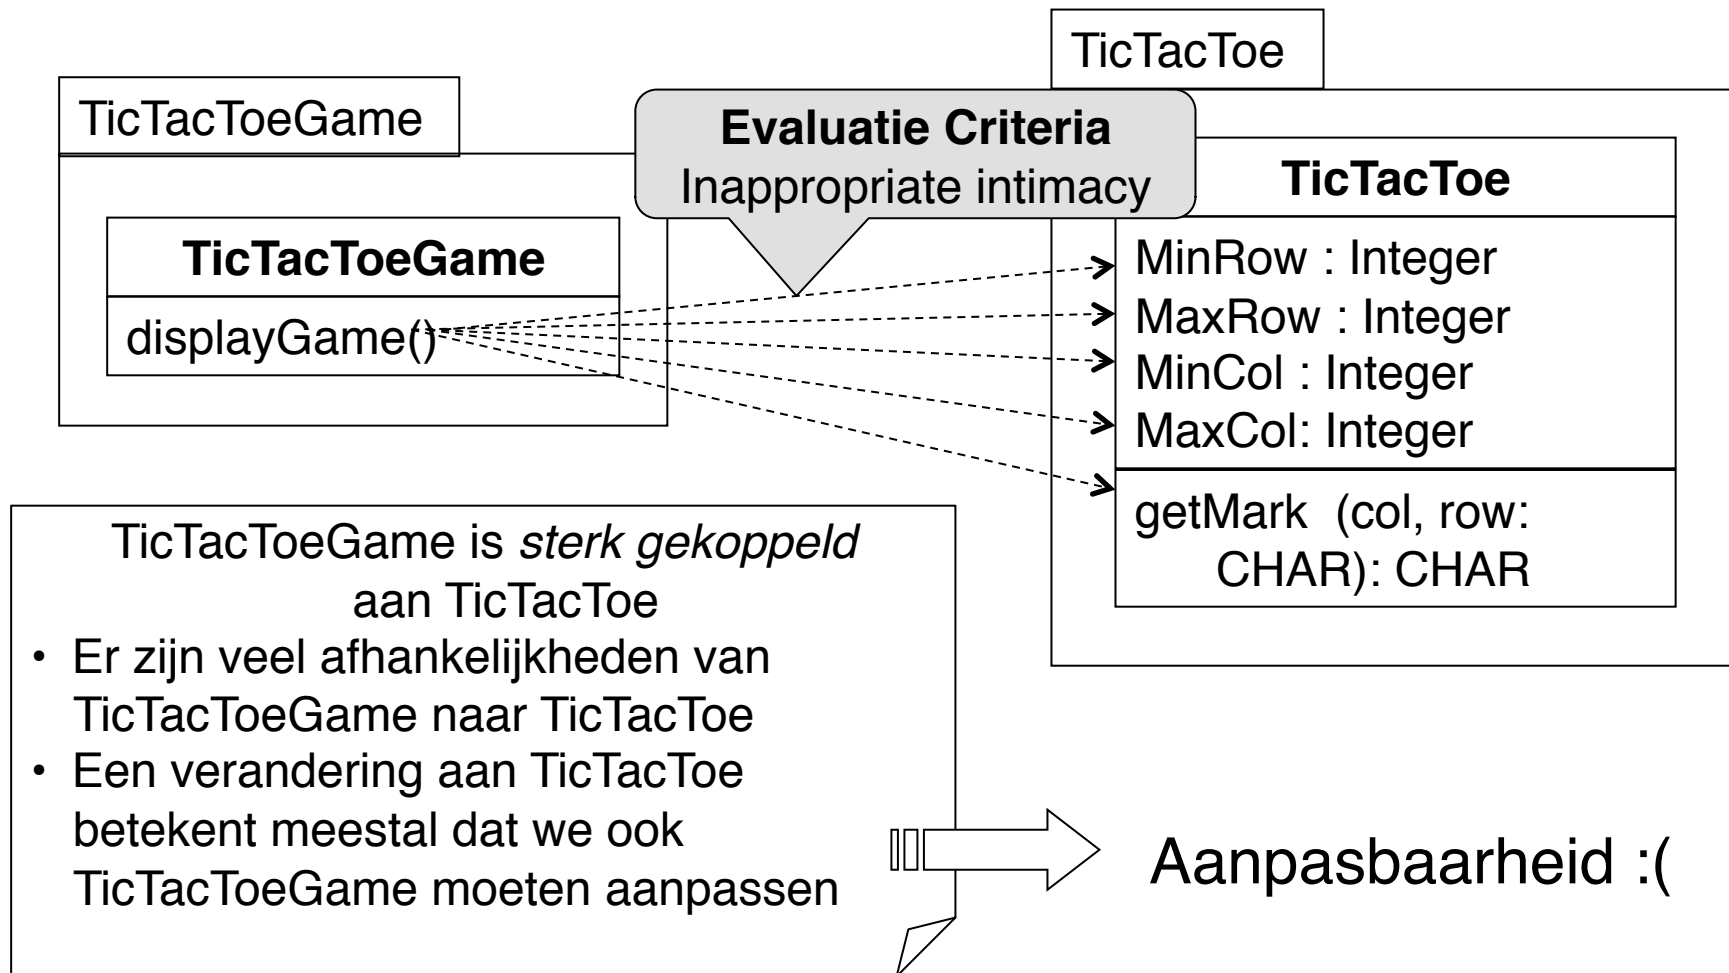 TicTacToe
TicTacToeGame
Evaluatie Criteria
Inappropriate intimacy
TicTacToe
TicTacToeGame
MinRow : Integer
MaxRow : Integer
displayGame()
MinCol : Integer
MaxCol: Integer
getMark (col, row:
CHAR): CHAR
TicTacToeGame is sterk gekoppeld
aan TicTacToe
• Er zijn veel afhankelijkheden van
TicTacToeGame naar TicTacToe
• Een verandering aan TicTacToe
betekent meestal dat we ook
TicTacToeGame moeten aanpassen
Aanpasbaarheid :(